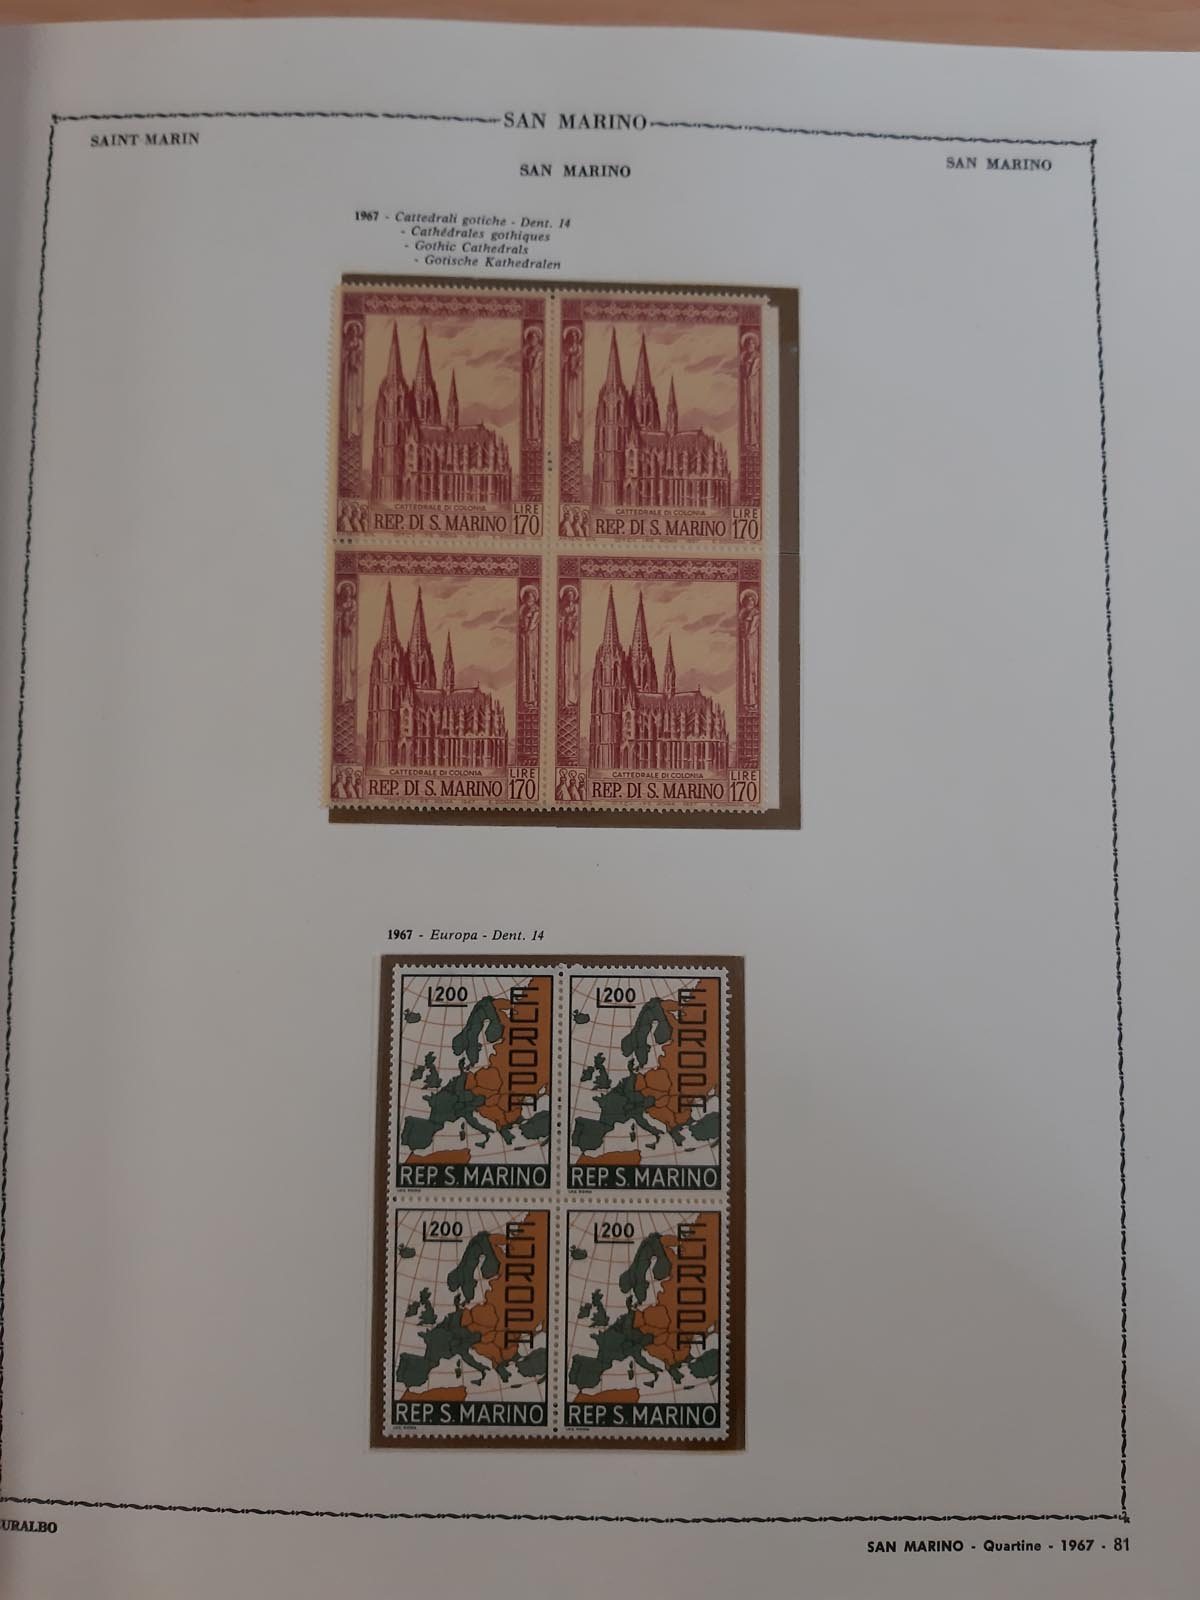 SAN MARINO
SAINT-MARIN
SAN MARINO
SAN MARINO
1967 - Cattedrali gotiche - Dent. 14
- Cathédrales gothiques
- Gothic Cathedrals
- Gotische Kathedralen
CATTEDRALE DI COLONIA
REP. DI S. MARINO
LIRE
170
CATTEDRALE DI COLONIA
REP. DI S. MARINO
LIRE
170
CATTEDRALE DI COLONIA
REP. DI S. MARINO
LIRE
170
CATTEDRALE DI COLONIA
REP. DI S. MARINO
LIRE
170
1967 - Europa - Dent. 14
L200
EUROPA
REP. S. MARINO
L200
EUROPA
REP. S. MARINO
L200
EUROPA
REP. S. MARINO
L200
EUROPA
REP. S. MARINO
URALBO
SAN MARINO - Quartine - 1967 - 81